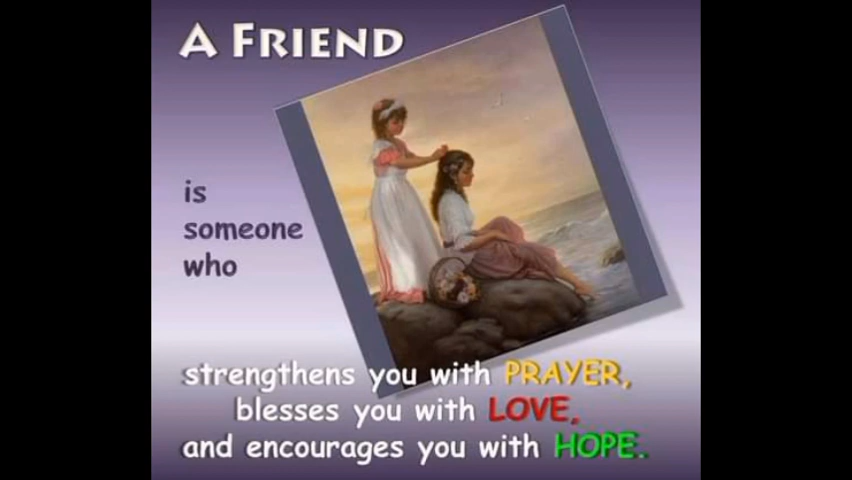 A FRIEND
is
someone
who
strengthens you with PRAYER,
blesses you with LOVE,
and encourages you with HOPE.